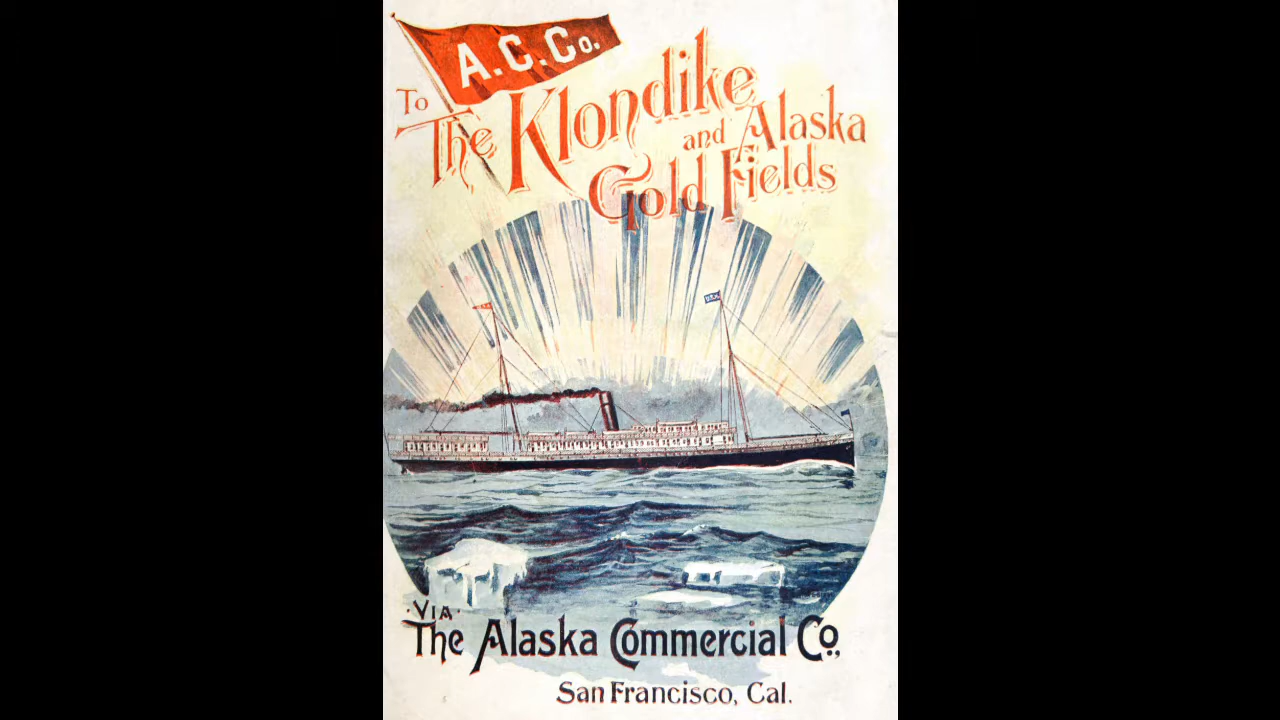 A.C.Co.
To
The Klondike
and Alaska
Gold Fields
·VIA·
The Alaska Commercial Co.,
San Francisco, Cal.